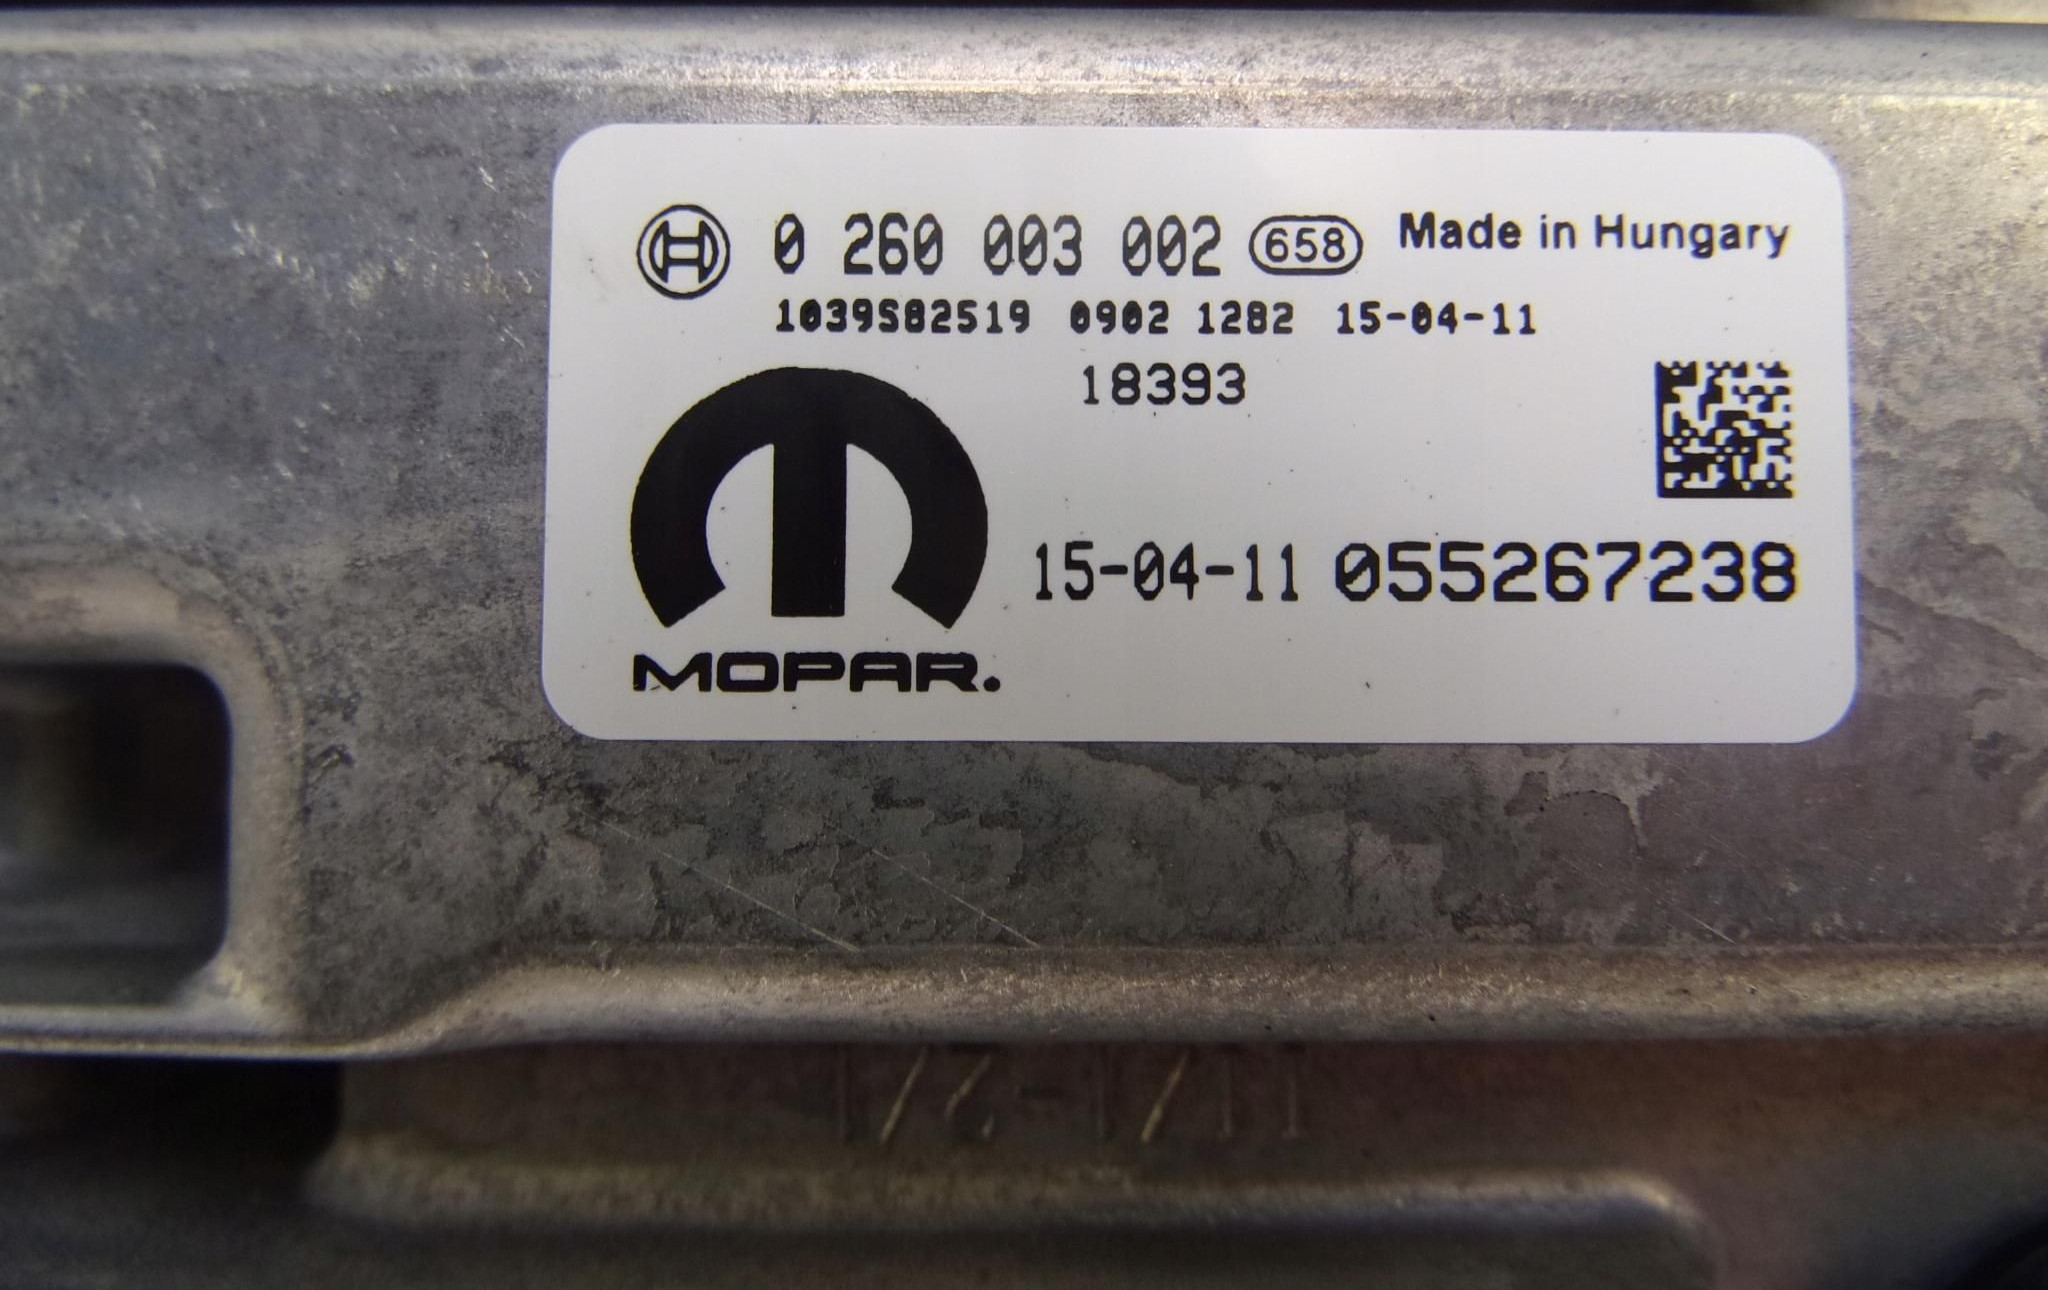 0 260 003 002 658 Made in Hungary
1039S82519 0902 1282 15-04-11
18393
15-04-11 055267238
MOPAR.